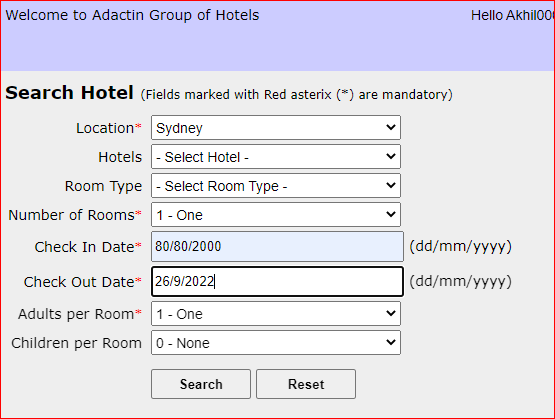 Welcome to Adactin Group of Hotels Hello Akhil000
Search Hotel (Fields marked with Red asterix (*) are mandatory)
Location* Sydney
Hotels - Select Hotel -
Room Type - Select Room Type -
Number of Rooms* 1 - One
Check In Date* 80/80/2000 (dd/mm/yyyy)
Check Out Date* 26/9/2022 (dd/mm/yyyy)
Adults per Room* 1 - One
Children per Room 0 - None
Search Reset